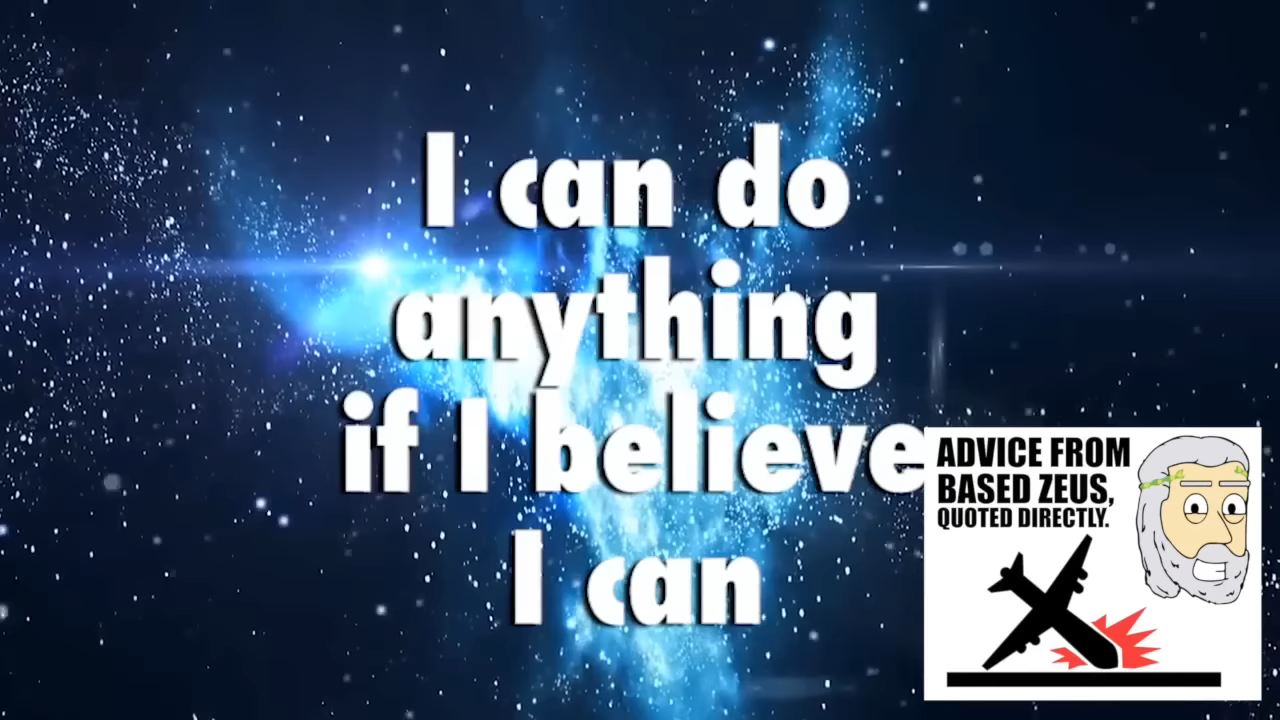 I can do
anything
if I believe
I can
ADVICE FROM
BASED ZEUS,
QUOTED DIRECTLY.